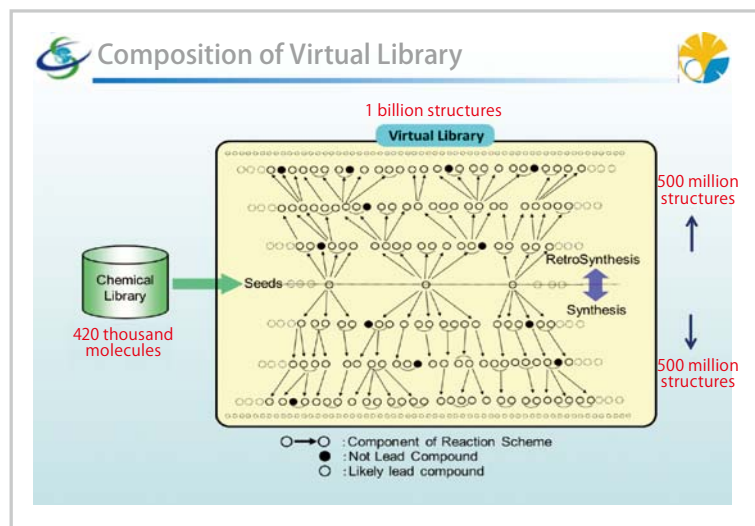 Composition of Virtual Library
1 billion structures
Virtual Library
500 million
structures
RetroSynthesis
Chemical
Library
Seeds
Synthesis
420 thousand
molecules
500 million
structures
: Component of Reaction Scheme
: Not Lead Compound
: Likely lead compound